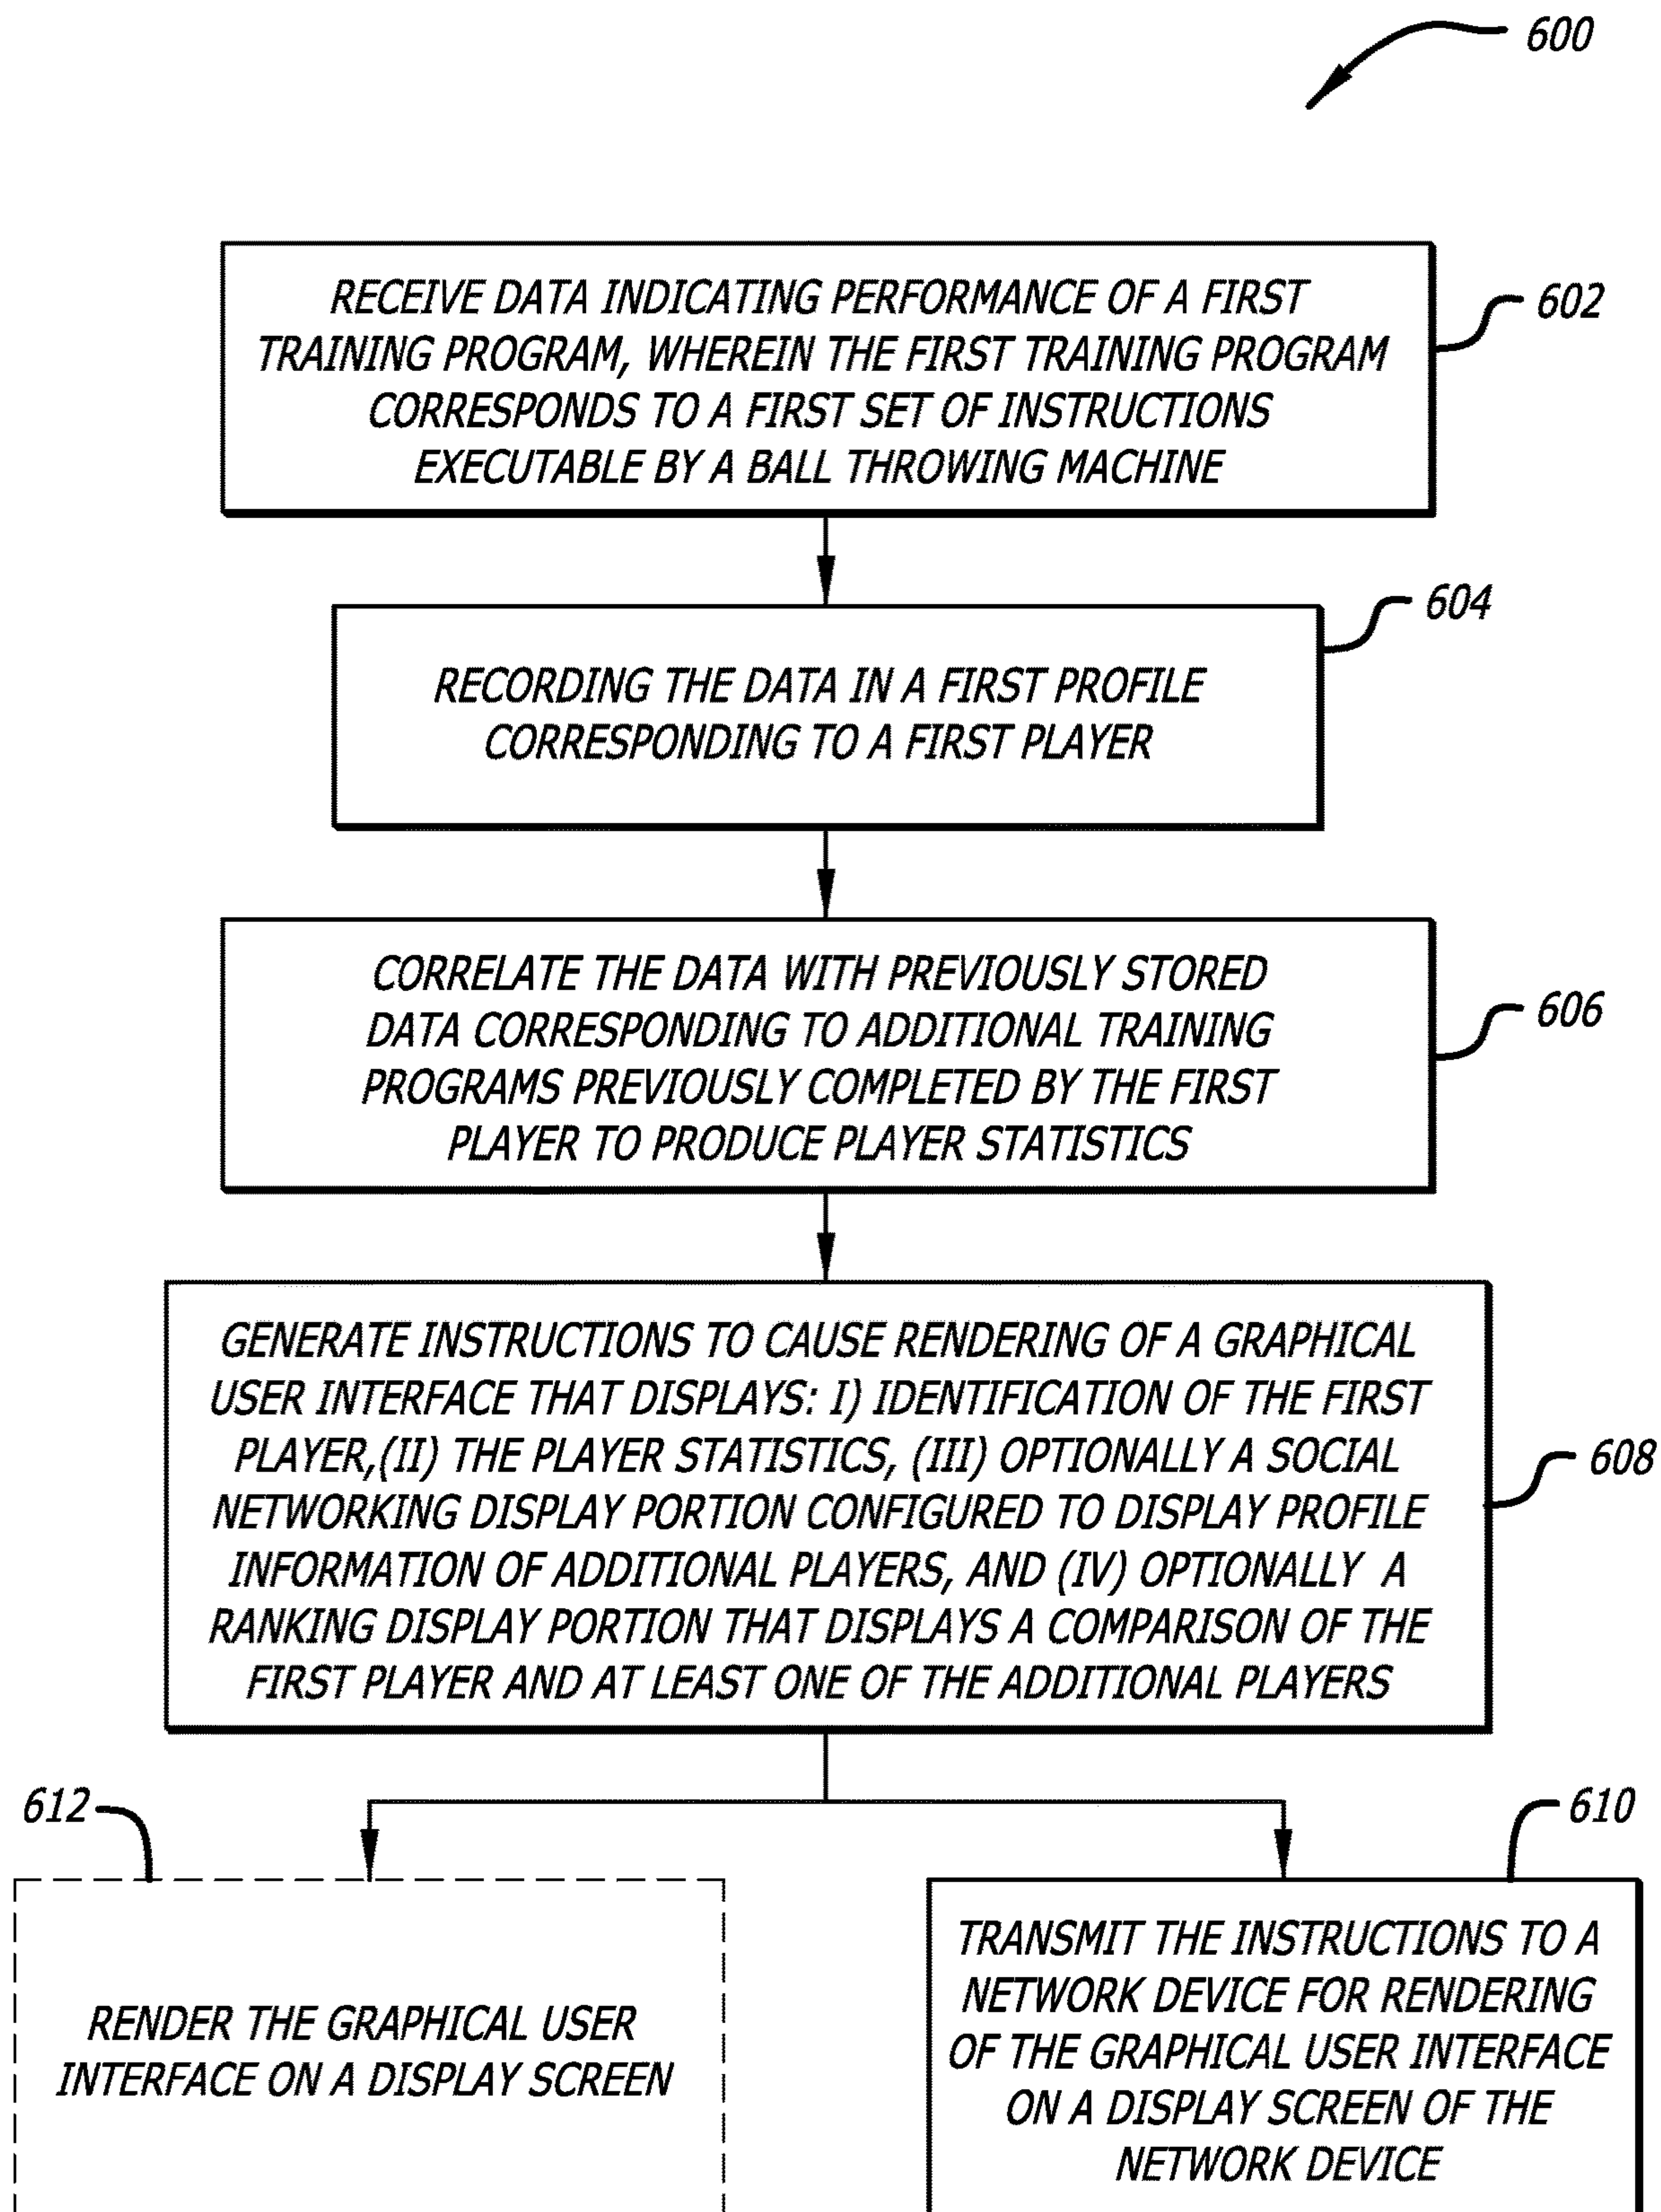 600
RECEIVE DATA INDICATING PERFORMANCE OF A FIRST
TRAINING PROGRAM, WHEREIN THE FIRST TRAINING PROGRAM
CORRESPONDS TO A FIRST SET OF INSTRUCTIONS
EXECUTABLE BY A BALL THROWING MACHINE
602
RECORDING THE DATA IN A FIRST PROFILE
CORRESPONDING TO A FIRST PLAYER
604
CORRELATE THE DATA WITH PREVIOUSLY STORED
DATA CORRESPONDING TO ADDITIONAL TRAINING
PROGRAMS PREVIOUSLY COMPLETED BY THE FIRST
PLAYER TO PRODUCE PLAYER STATISTICS
606
GENERATE INSTRUCTIONS TO CAUSE RENDERING OF A GRAPHICAL
USER INTERFACE THAT DISPLAYS: I) IDENTIFICATION OF THE FIRST
PLAYER,(II) THE PLAYER STATISTICS, (III) OPTIONALLY A SOCIAL
NETWORKING DISPLAY PORTION CONFIGURED TO DISPLAY PROFILE
INFORMATION OF ADDITIONAL PLAYERS, AND (IV) OPTIONALLY A
RANKING DISPLAY PORTION THAT DISPLAYS A COMPARISON OF THE
FIRST PLAYER AND AT LEAST ONE OF THE ADDITIONAL PLAYERS
608
612
RENDER THE GRAPHICAL USER
INTERFACE ON A DISPLAY SCREEN
610
TRANSMIT THE INSTRUCTIONS TO A
NETWORK DEVICE FOR RENDERING
OF THE GRAPHICAL USER INTERFACE
ON A DISPLAY SCREEN OF THE
NETWORK DEVICE